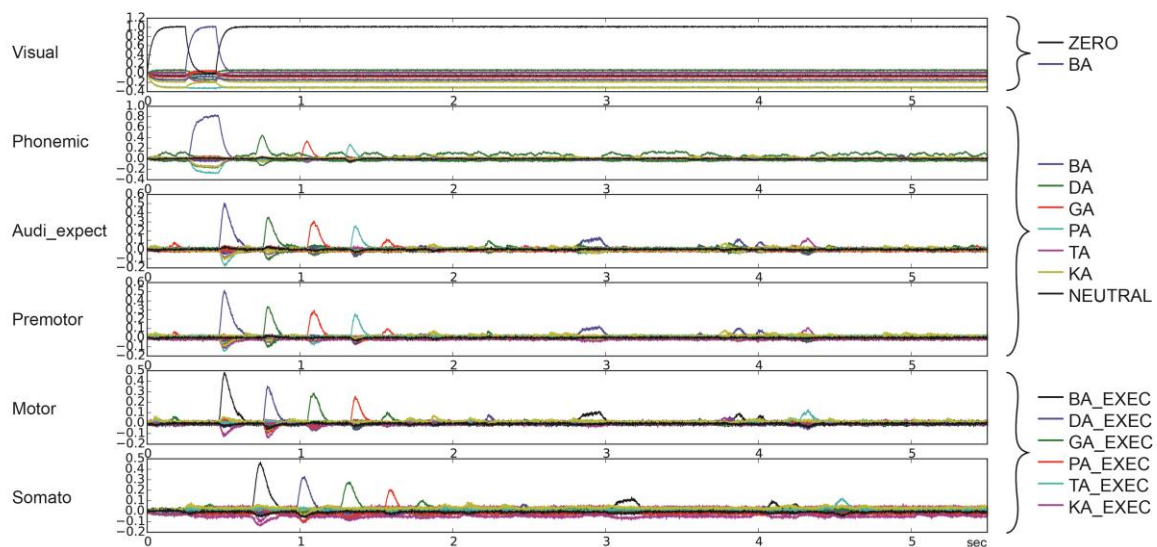 Visual
1.2
1.0
0.8
0.6
0.4
0.2
0.0
−0.2
−0.4
0 1 2 3 4 5
ZERO
BA
Phonemic
1.0
0.8
0.6
0.4
0.2
0.0
−0.2
−0.4
0 1 2 3 4 5
Audi_expect
0.6
0.5
0.4
0.3
0.2
0.1
0.0
−0.1
−0.2
0 1 2 3 4 5
Premotor
0.6
0.5
0.4
0.3
0.2
0.1
0.0
−0.1
−0.2
0 1 2 3 4 5
BA
DA
GA
PA
TA
KA
NEUTRAL
Motor
0.5
0.4
0.3
0.2
0.1
0.0
−0.1
−0.2
0 1 2 3 4 5
Somato
0.5
0.4
0.3
0.2
0.1
0.0
−0.1
−0.2
0 1 2 3 4 5 sec
BA_EXEC
DA_EXEC
GA_EXEC
PA_EXEC
TA_EXEC
KA_EXEC